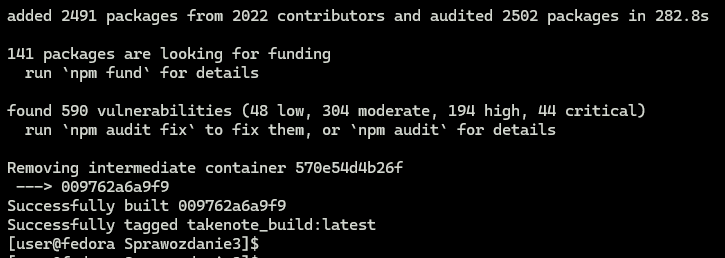 added 2491 packages from 2022 contributors and audited 2502 packages in 282.8s
141 packages are looking for funding
run `npm fund` for details
found 590 vulnerabilities (48 low, 304 moderate, 194 high, 44 critical)
run `npm audit fix` to fix them, or `npm audit` for details
Removing intermediate container 570e54d4b26f
---> 009762a6a9f9
Successfully built 009762a6a9f9
Successfully tagged takenote_build:latest
[user@fedora Sprawozdanie3]$